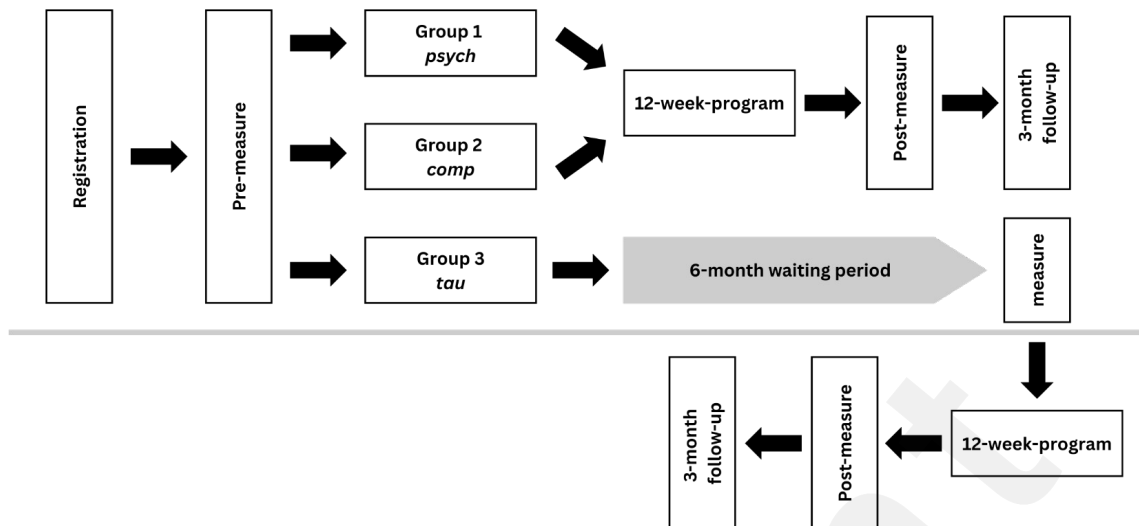 Registration
Pre-measure
Group 1
psych
Group 2
comp
Group 3
tau
12-week-program
Post-measure
3-month
follow-up
6-month waiting period
measure
12-week-program
Post-measure
3-month
follow-up